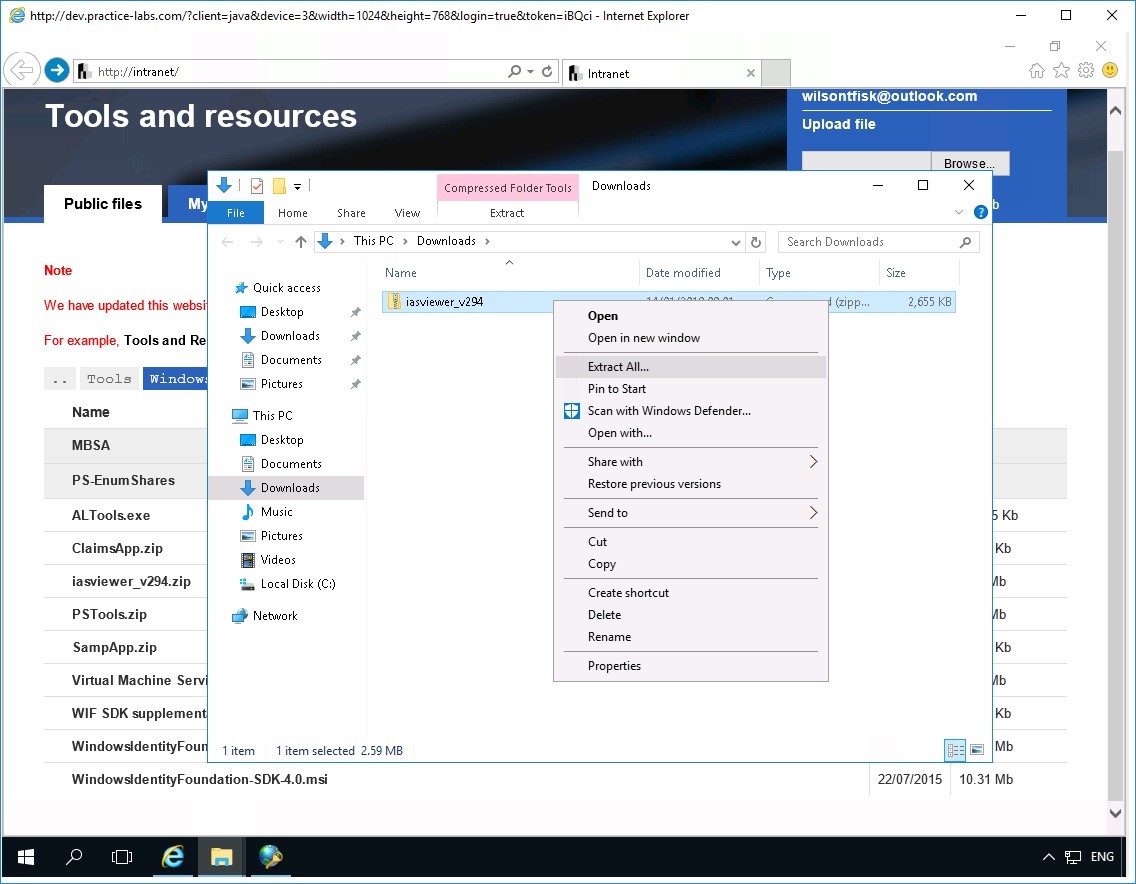 http://dev.practice-labs.com/?client=java&device=3&width=1024&height=768&login=true&token=iBQci - Internet Explorer
http://intranet/
Intranet
Tools and resources
wilsontfisk@outlook.com
Upload file
Browse...
Public files
My
b
Compressed Folder Tools
Downloads
File
Home
Share
View
Extract
This PC
Downloads
Search Downloads
Name
Date modified
Type
Size
iasviewer_v294
(zipp...
2,655 KB
Quick access
Desktop
Downloads
Documents
Pictures
This PC
Desktop
Documents
Downloads
Music
Pictures
Videos
Local Disk (C:)
Network
Open
Open in new window
Extract All...
Pin to Start
Scan with Windows Defender...
Open with...
Share with
Restore previous versions
Send to
Cut
Copy
Create shortcut
Delete
Rename
Properties
1 item
1 item selected 2.59 MB
Note
We have updated this websi
For example, Tools and Re
..
Tools
Windows
Name
MBSA
PS-EnumShares
ALTools.exe
Kb
ClaimsApp.zip
Kb
iasviewer_v294.zip
Mb
PSTools.zip
Mb
SampApp.zip
Kb
Virtual Machine Servi
Mb
WIF SDK supplement
Kb
WindowsIdentityFoun
Mb
WindowsIdentityFoundation-SDK-4.0.msi
22/07/2015
10.31 Mb
ENG